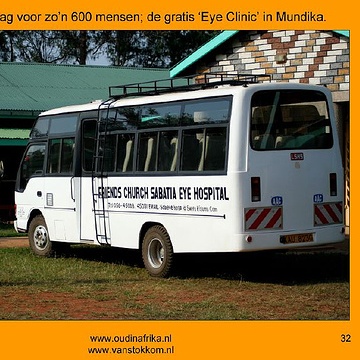 ag voor zo'n 600 mensen; de gratis 'Eye Clinic' in Mundika.
FRIENDS CHURCH SABATIA EYE HOSPITAL
www.oudinafrika.nl
32
www.vanstokkom.nl